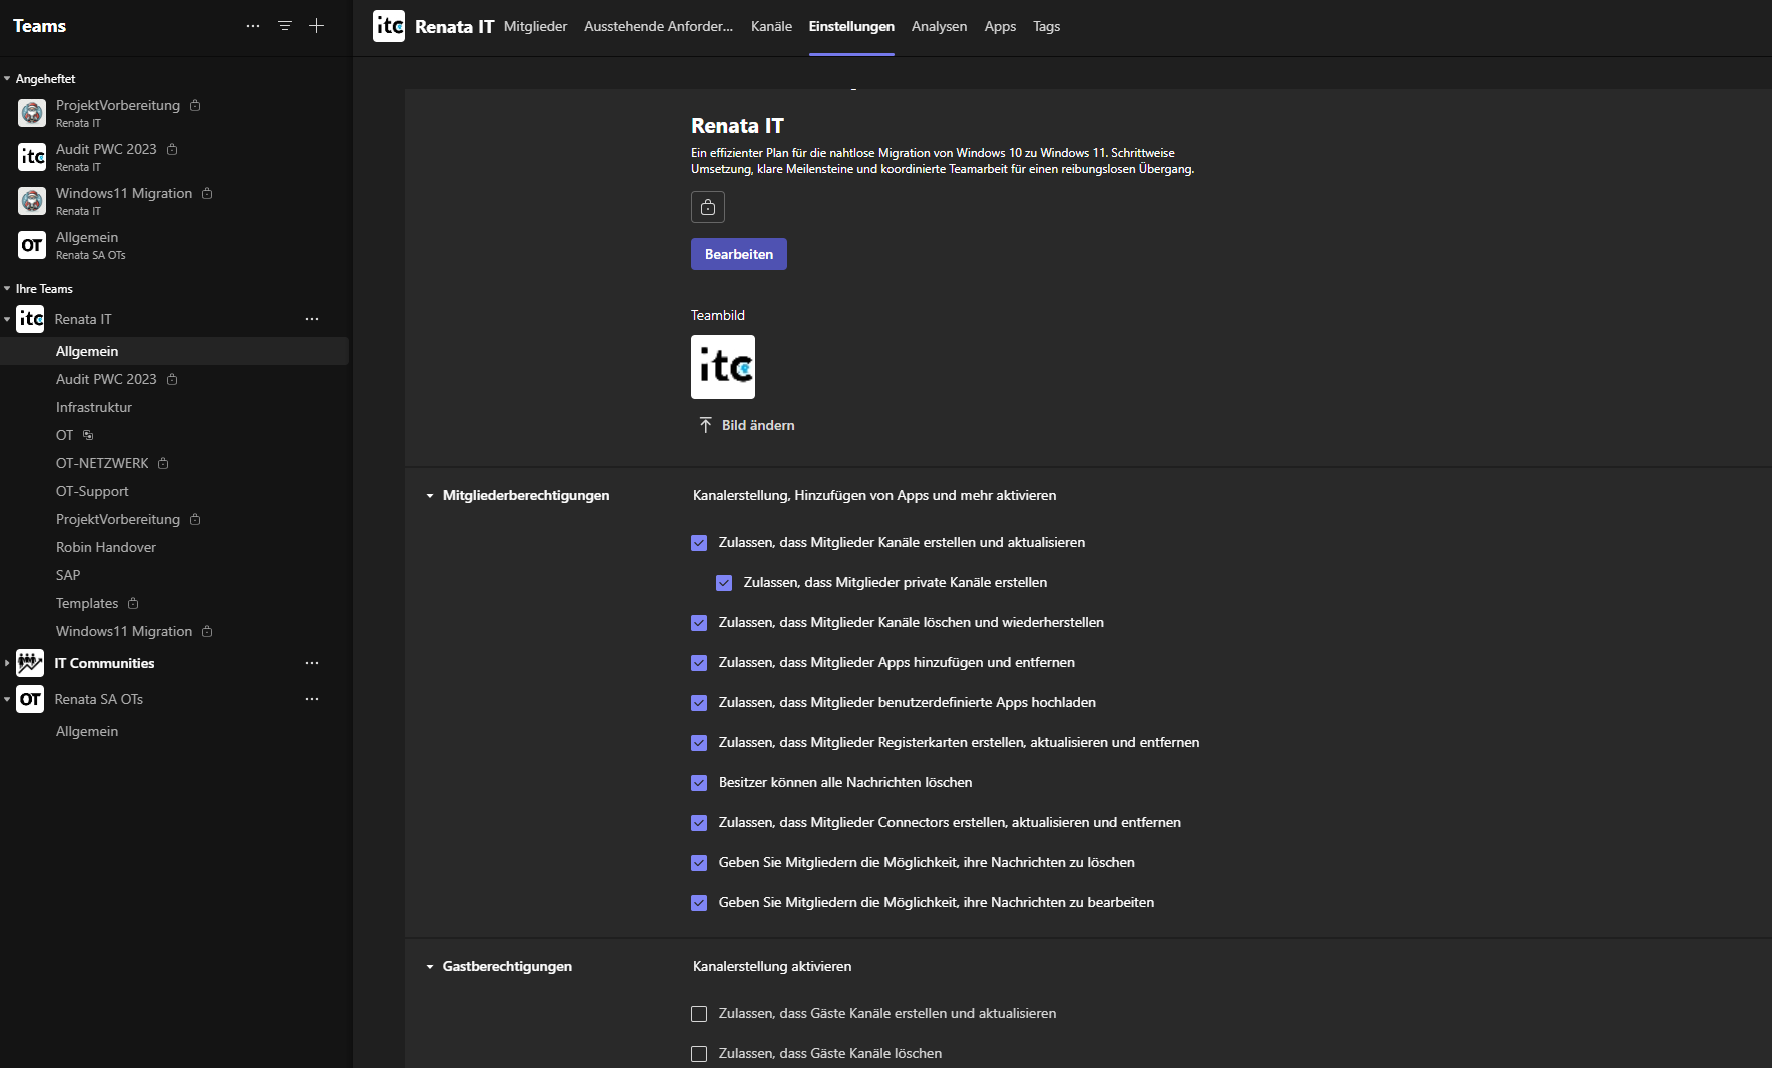 Teams
Angeheftet
ProjektVorbereitung
Renata IT
itc
Audit PWC 2023
Renata IT
Windows11 Migration
Renata IT
OT
Allgemein
Renata SA OTs
Ihre Teams
itc
Renata IT
Allgemein
Audit PWC 2023
Infrastruktur
OT
OT-NETZWERK
OT-Support
ProjektVorbereitung
Robin Handover
SAP
Templates
Windows11 Migration
IT Communities
OT
Renata SA OTs
Allgemein
itc
Renata IT
Mitglieder
Ausstehende Anforder...
Kanäle
Einstellungen
Analysen
Apps
Tags
Renata IT
Ein effizienter Plan für die nahtlose Migration von Windows 10 zu Windows 11. Schrittweise
Umsetzung, klare Meilensteine und koordinierte Teamarbeit für einen reibungslosen Übergang.
Bearbeiten
Teambild
itc
Bild ändern
Mitgliederberechtigungen
Kanalerstellung, Hinzufügen von Apps und mehr aktivieren
Zulassen, dass Mitglieder Kanäle erstellen und aktualisieren
Zulassen, dass Mitglieder private Kanäle erstellen
Zulassen, dass Mitglieder Kanäle löschen und wiederherstellen
Zulassen, dass Mitglieder Apps hinzufügen und entfernen
Zulassen, dass Mitglieder benutzerdefinierte Apps hochladen
Zulassen, dass Mitglieder Registerkarten erstellen, aktualisieren und entfernen
Besitzer können alle Nachrichten löschen
Zulassen, dass Mitglieder Connectors erstellen, aktualisieren und entfernen
Geben Sie Mitgliedern die Möglichkeit, ihre Nachrichten zu löschen
Geben Sie Mitgliedern die Möglichkeit, ihre Nachrichten zu bearbeiten
Gastberechtigungen
Kanalerstellung aktivieren
Zulassen, dass Gäste Kanäle erstellen und aktualisieren
Zulassen, dass Gäste Kanäle löschen